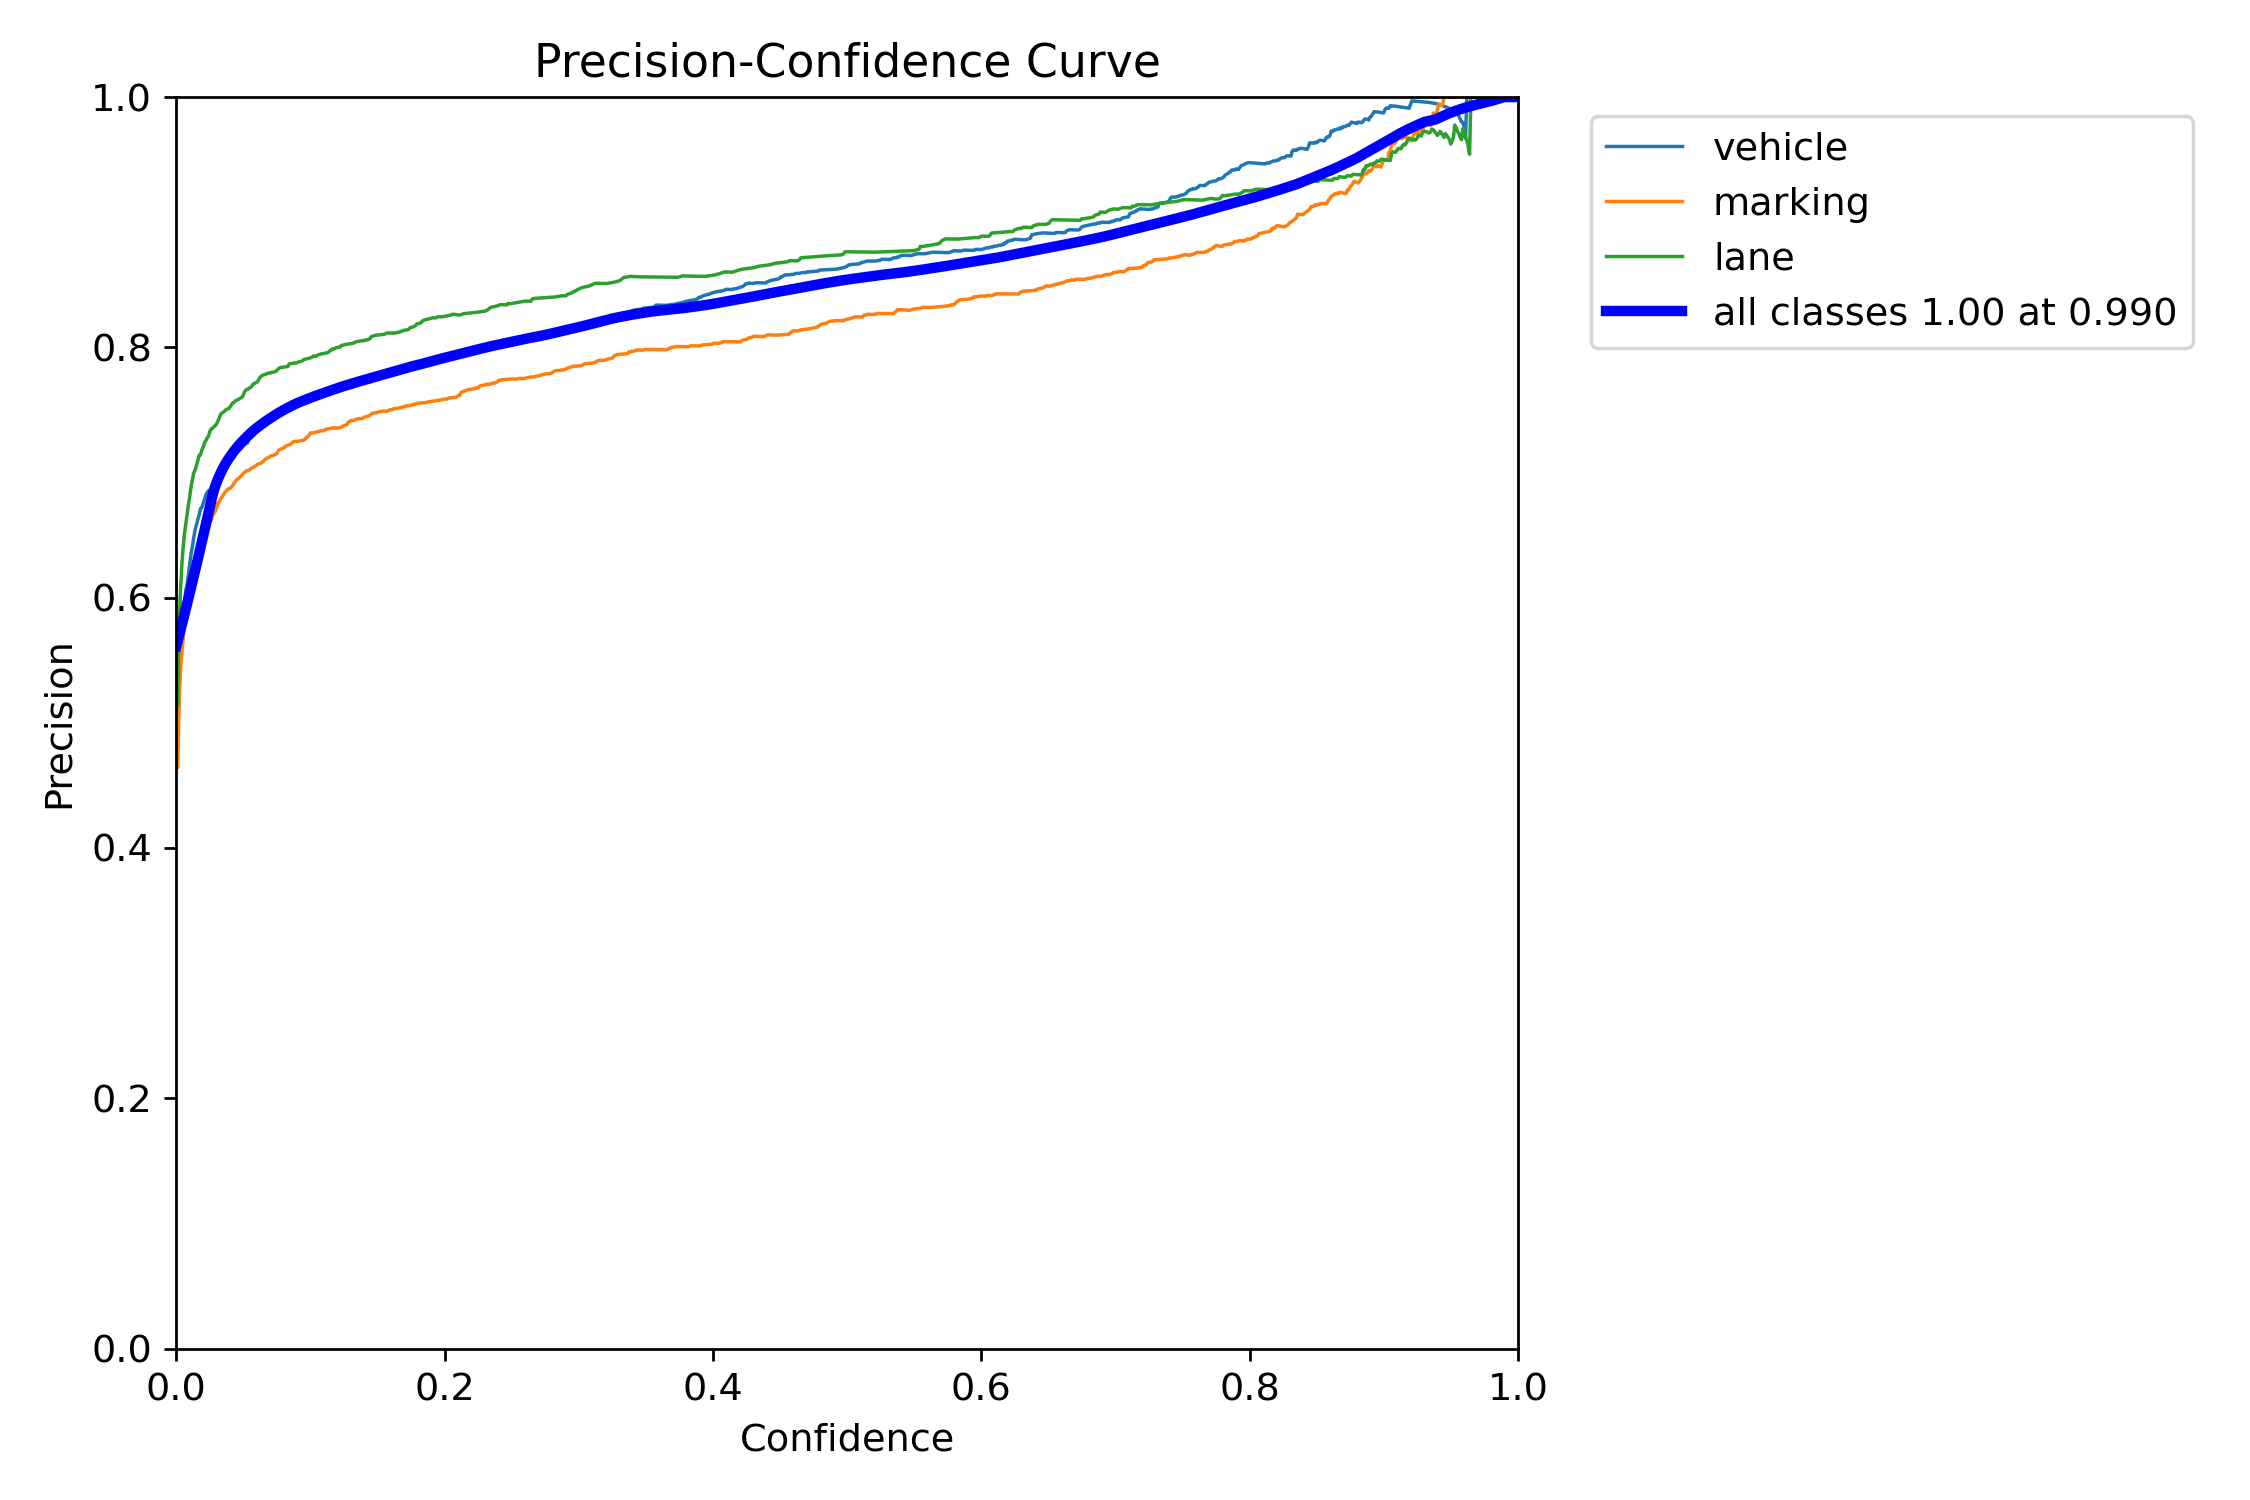 Precision-Confidence Curve
1.0
0.8
0.6
0.4
0.2
0.0
Precision
0.0 0.2 0.4 0.6 0.8 1.0
Confidence
vehicle
marking
lane
all classes 1.00 at 0.990